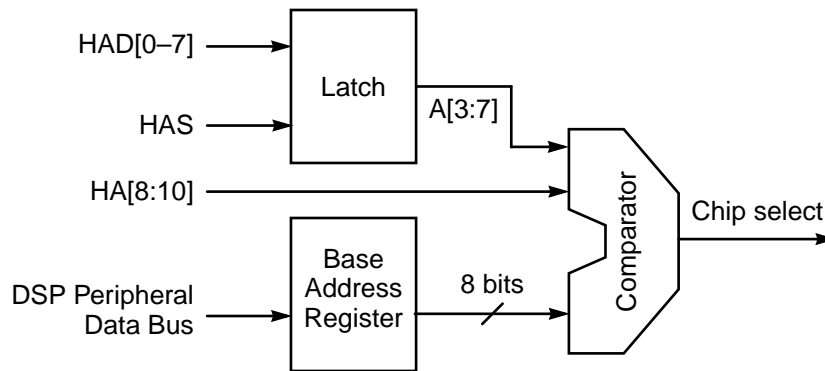 HAD[0–7]
HAS
Latch
A[3:7]
HA[8:10]
Comparator
Chip select
DSP Peripheral
Data Bus
Base
Address
Register
8 bits